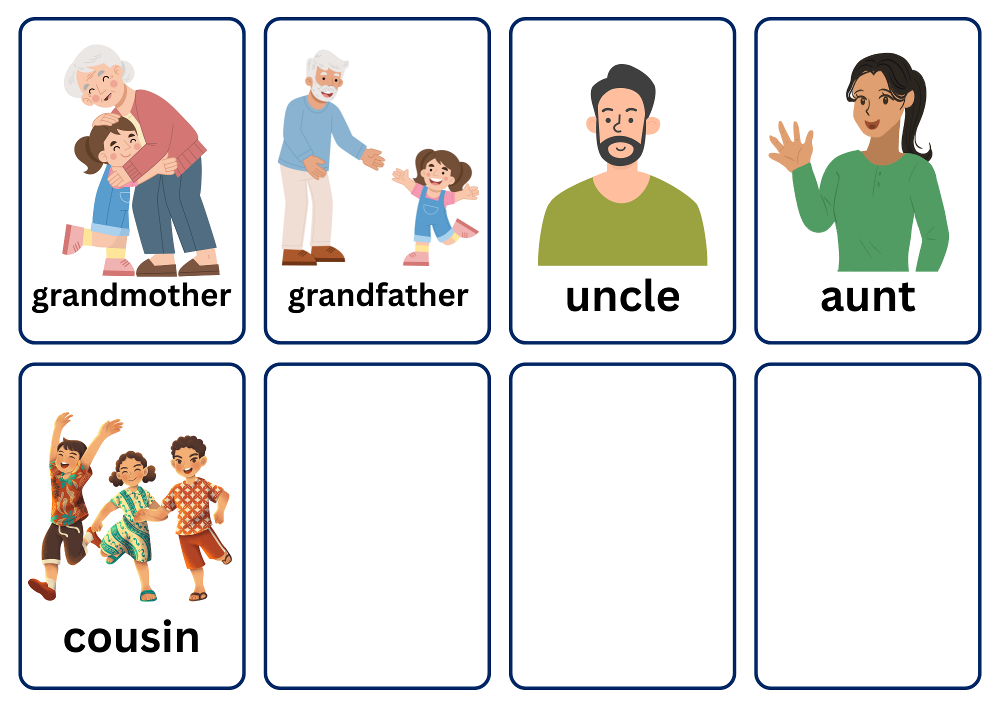 grandmother
grandfather
uncle
aunt
cousin